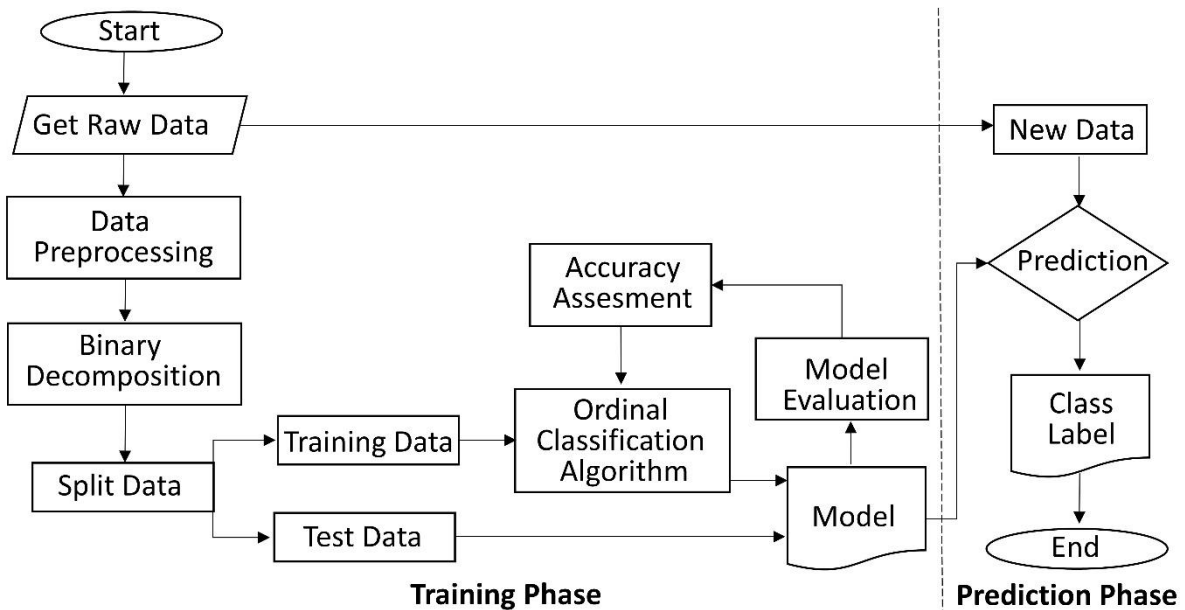 Start
Get Raw Data
New Data
Data
Preprocessing
Accuracy
Assesment
Prediction
Binary
Decomposition
Model
Evaluation
Ordinal
Classification
Algorithm
Class
Label
Training Data
Split Data
Model
Test Data
End
Training Phase
Prediction Phase